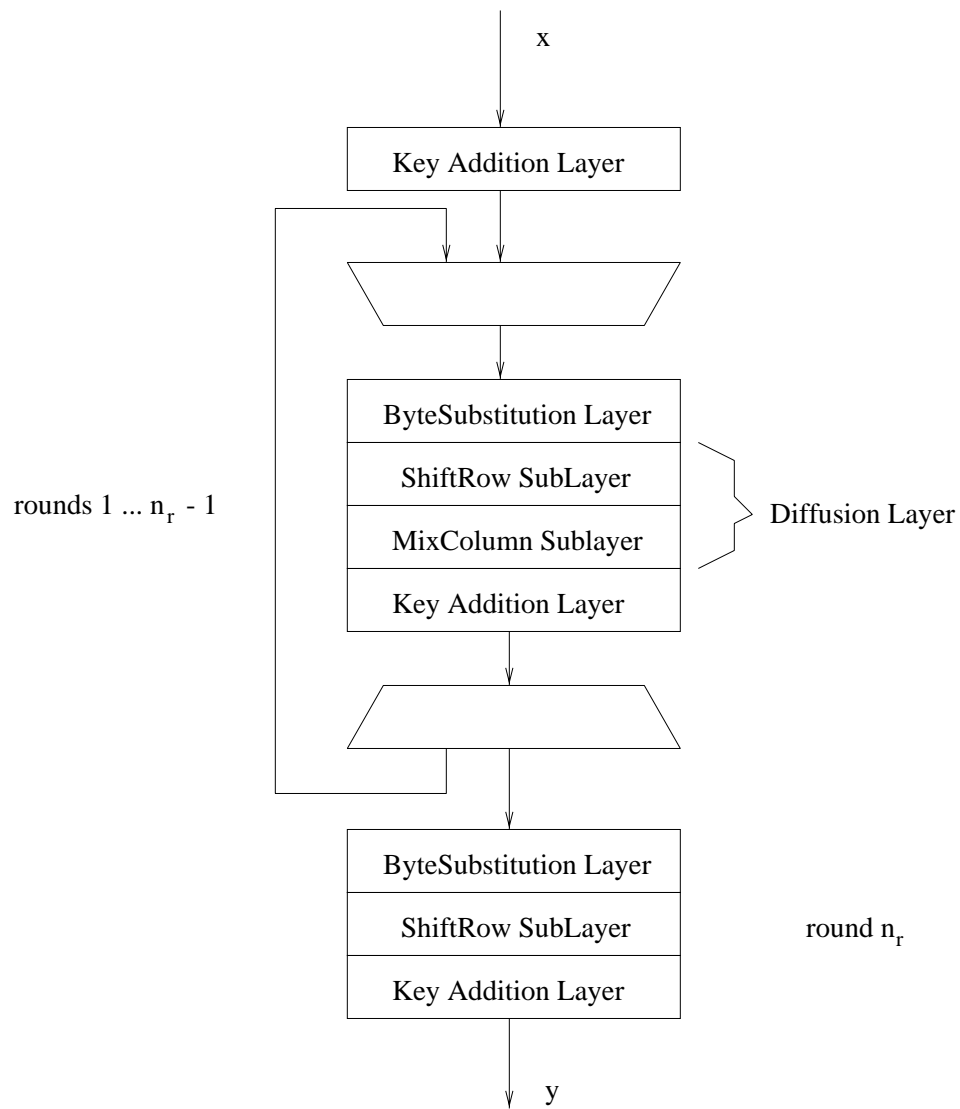 x
Key Addition Layer
ByteSubstitution Layer
ShiftRow SubLayer
rounds 1 ... n_r - 1
Diffusion Layer
MixColumn Sublayer
Key Addition Layer
ByteSubstitution Layer
ShiftRow SubLayer
round n_r
Key Addition Layer
y